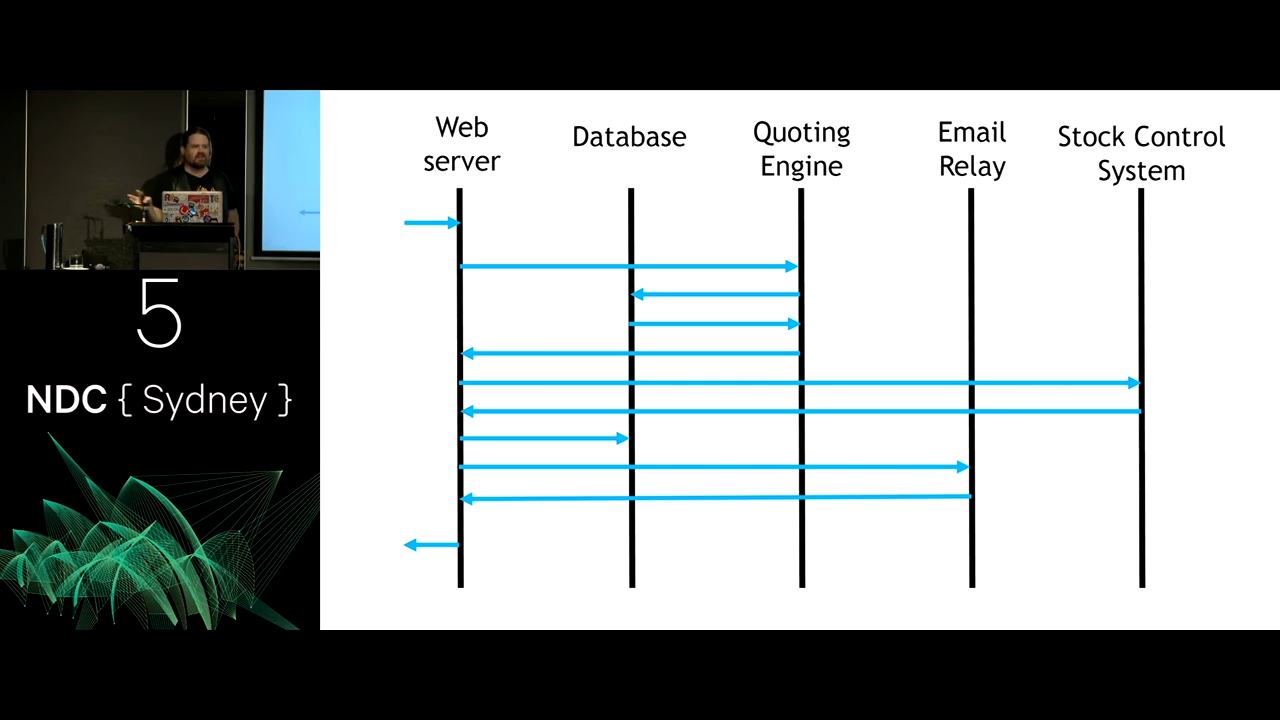 Web
server
Database
Quoting
Engine
Email
Relay
Stock Control
System
5
NDC { Sydney }